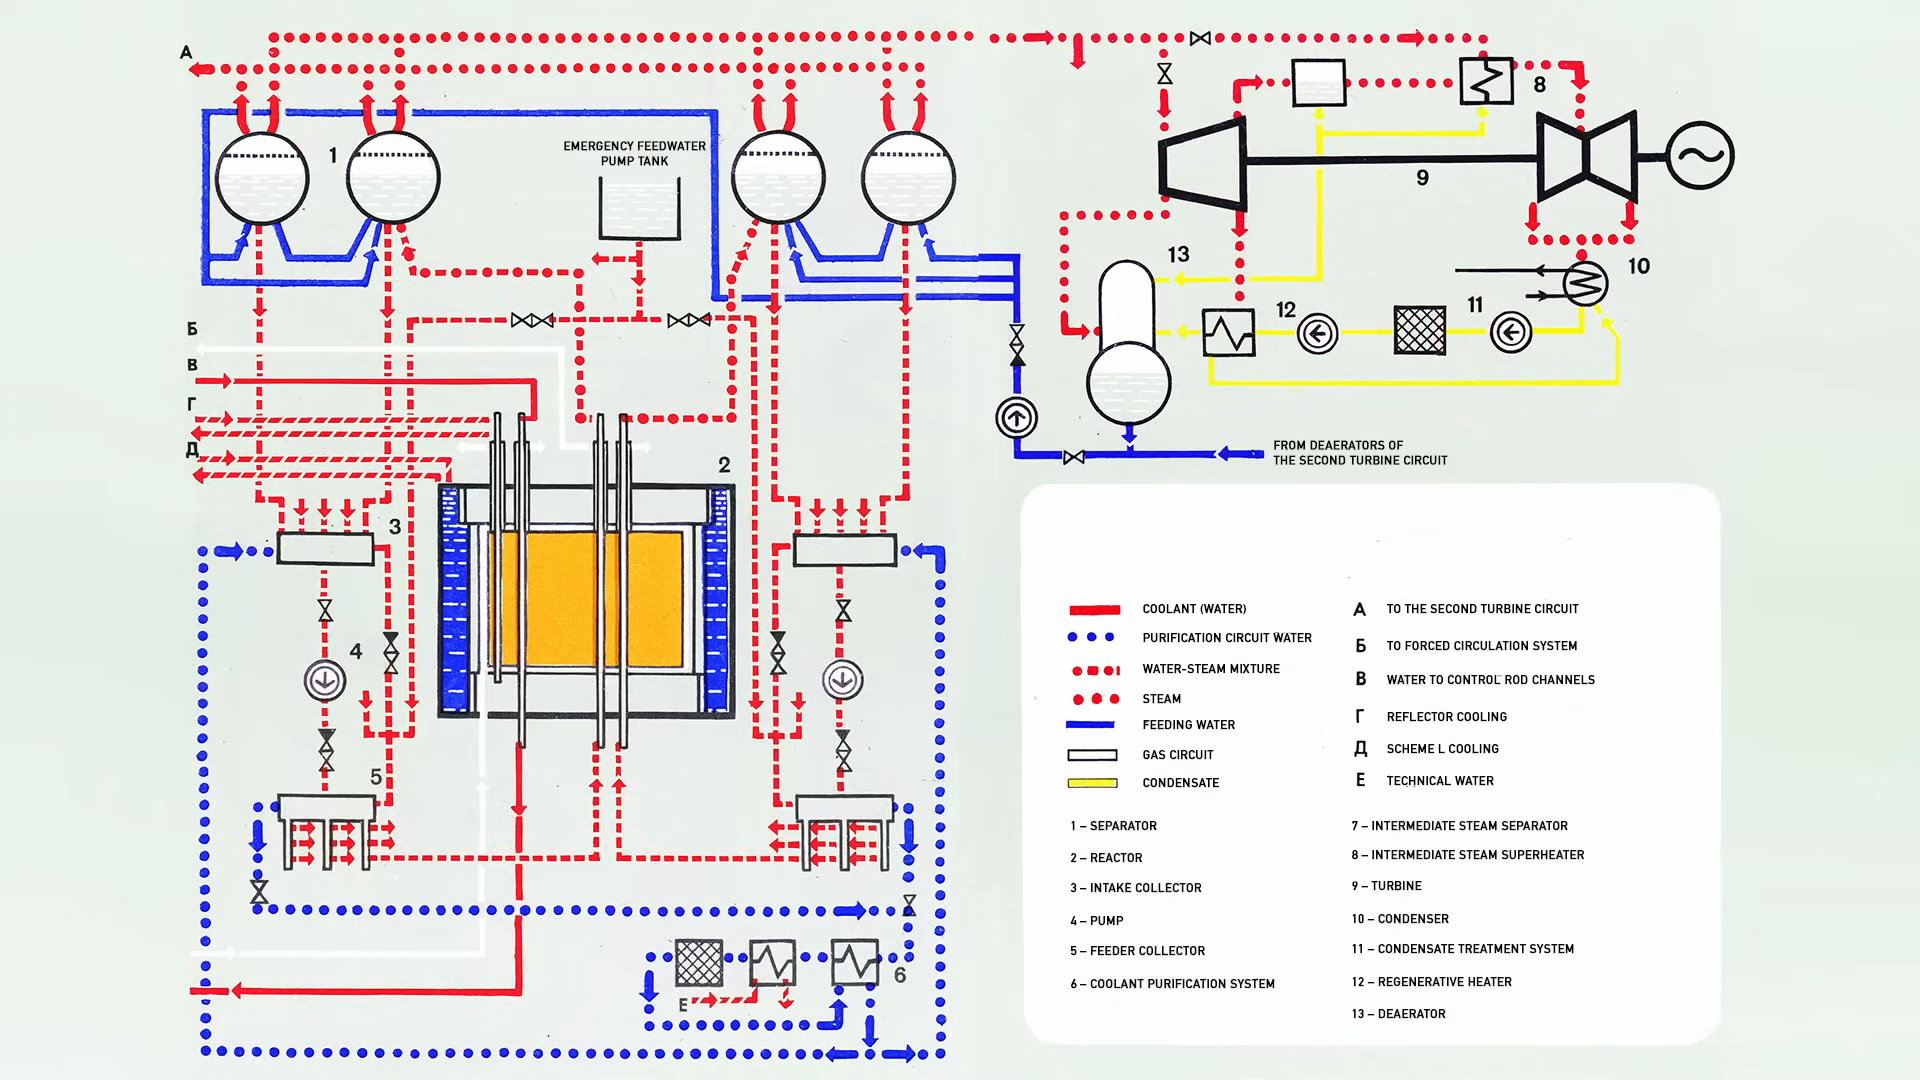 A
1
EMERGENCY FEEDWATER
PUMP TANK
8
9
13
10
12
11
Б
В
Г
Д
2
FROM DEAERATORS OF
THE SECOND TURBINE CIRCUIT
3
4
5
6
E
COOLANT (WATER)
PURIFICATION CIRCUIT WATER
WATER-STEAM MIXTURE
STEAM
FEEDING WATER
GAS CIRCUIT
CONDENSATE
A TO THE SECOND TURBINE CIRCUIT
Б TO FORCED CIRCULATION SYSTEM
В WATER TO CONTROL ROD CHANNELS
Г REFLECTOR COOLING
Д SCHEME L COOLING
E TECHNICAL WATER
1 – SEPARATOR
2 – REACTOR
3 – INTAKE COLLECTOR
4 – PUMP
5 – FEEDER COLLECTOR
6 – COOLANT PURIFICATION SYSTEM
7 – INTERMEDIATE STEAM SEPARATOR
8 – INTERMEDIATE STEAM SUPERHEATER
9 – TURBINE
10 – CONDENSER
11 – CONDENSATE TREATMENT SYSTEM
12 – REGENERATIVE HEATER
13 – DEAERATOR